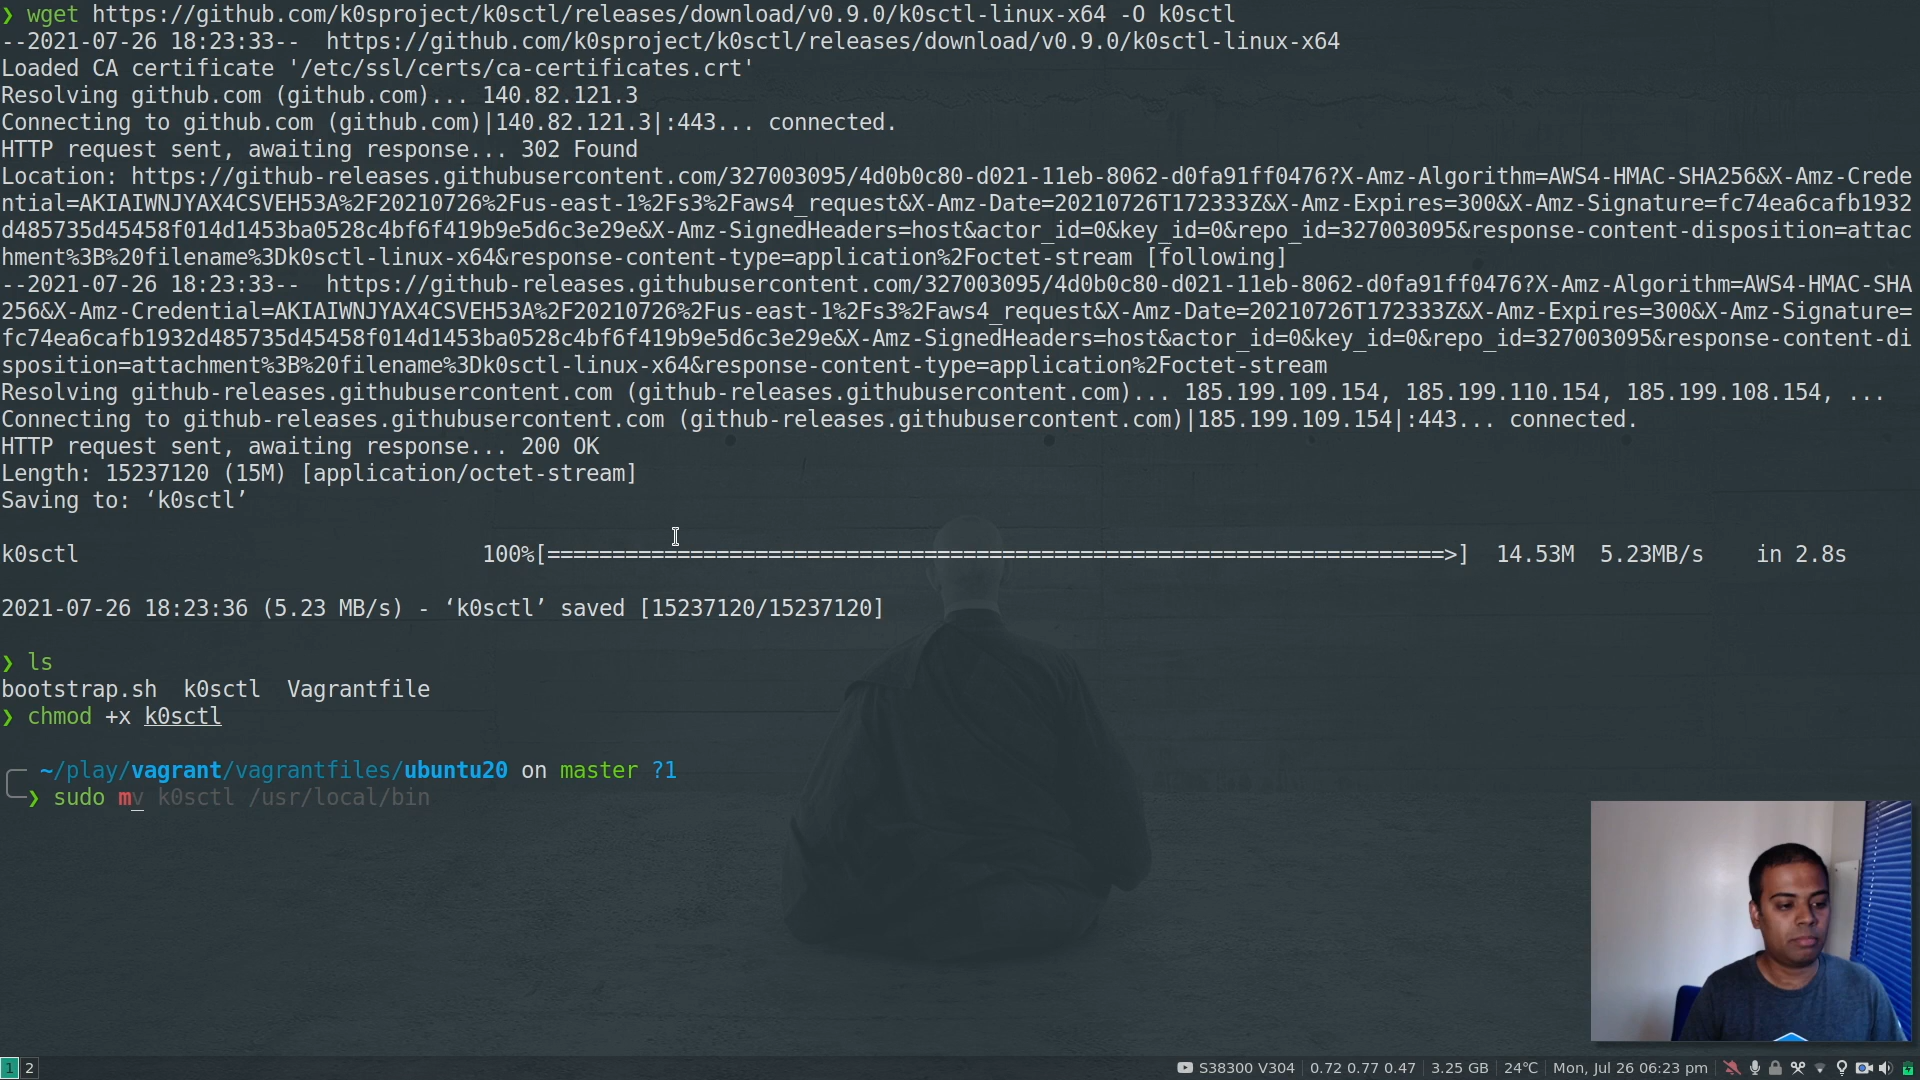 ❯ wget https://github.com/k0sproject/k0sctl/releases/download/v0.9.0/k0sctl-linux-x64 -O k0sctl
--2021-07-26 18:23:33--  https://github.com/k0sproject/k0sctl/releases/download/v0.9.0/k0sctl-linux-x64
Loaded CA certificate '/etc/ssl/certs/ca-certificates.crt'
Resolving github.com (github.com)... 140.82.121.3
Connecting to github.com (github.com)|140.82.121.3|:443... connected.
HTTP request sent, awaiting response... 302 Found
Location: https://github-releases.githubusercontent.com/327003095/4d0b0c80-d021-11eb-8062-d0fa91ff0476?X-Amz-Algorithm=AWS4-HMAC-SHA256&X-Amz-Crede
ntial=AKIAIWNJYAX4CSVEH53A%2F20210726%2Fus-east-1%2Fs3%2Faws4_request&X-Amz-Date=20210726T172333Z&X-Amz-Expires=300&X-Amz-Signature=fc74ea6cafb1932
d485735d45458f014d1453ba0528c4bf6f419b9e5d6c3e29e&X-Amz-SignedHeaders=host&actor_id=0&key_id=0&repo_id=327003095&response-content-disposition=attac
hment%3B%20filename%3Dk0sctl-linux-x64&response-content-type=application%2Foctet-stream [following]
--2021-07-26 18:23:33--  https://github-releases.githubusercontent.com/327003095/4d0b0c80-d021-11eb-8062-d0fa91ff0476?X-Amz-Algorithm=AWS4-HMAC-SHA
256&X-Amz-Credential=AKIAIWNJYAX4CSVEH53A%2F20210726%2Fus-east-1%2Fs3%2Faws4_request&X-Amz-Date=20210726T172333Z&X-Amz-Expires=300&X-Amz-Signature=
fc74ea6cafb1932d485735d45458f014d1453ba0528c4bf6f419b9e5d6c3e29e&X-Amz-SignedHeaders=host&actor_id=0&key_id=0&repo_id=327003095&response-content-di
sposition=attachment%3B%20filename%3Dk0sctl-linux-x64&response-content-type=application%2Foctet-stream
Resolving github-releases.githubusercontent.com (github-releases.githubusercontent.com)... 185.199.109.154, 185.199.110.154, 185.199.108.154, ...
Connecting to github-releases.githubusercontent.com (github-releases.githubusercontent.com)|185.199.109.154|:443... connected.
HTTP request sent, awaiting response... 200 OK
Length: 15237120 (15M) [application/octet-stream]
Saving to: ‘k0sctl’
k0sctl 100%[=====================================================================>] 14.53M 5.23MB/s in 2.8s
2021-07-26 18:23:36 (5.23 MB/s) - ‘k0sctl’ saved [15237120/15237120]
❯ ls
bootstrap.sh  k0sctl  Vagrantfile
❯ chmod +x k0sctl
~/play/vagrant/vagrantfiles/ubuntu20 on master ?1
❯ sudo mv k0sctl /usr/local/bin
1 2 S38300 V304 0.72 0.77 0.47 3.25 GB 24℃ Mon, Jul 26 06:23 pm